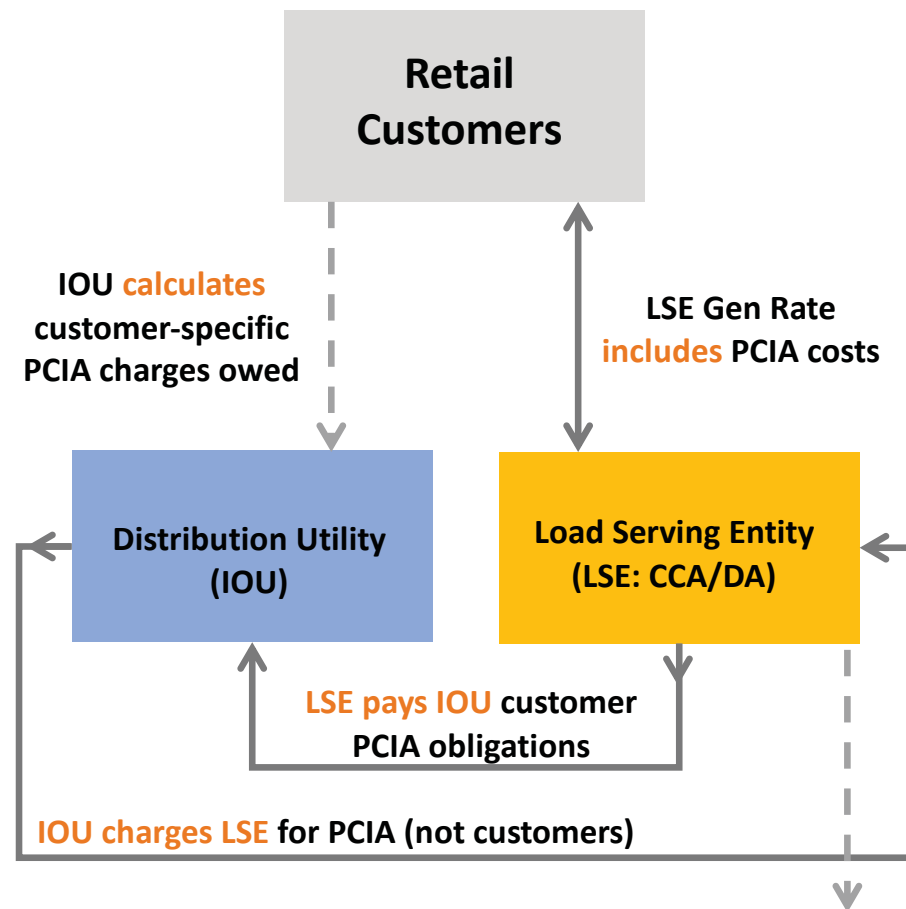 Retail
Customers
IOU calculates
customer-specific
PCIA charges owed
LSE Gen Rate
includes PCIA costs
Distribution Utility
(IOU)
Load Serving Entity
(LSE: CCA/DA)
LSE pays IOU customer
PCIA obligations
IOU charges LSE for PCIA (not customers)